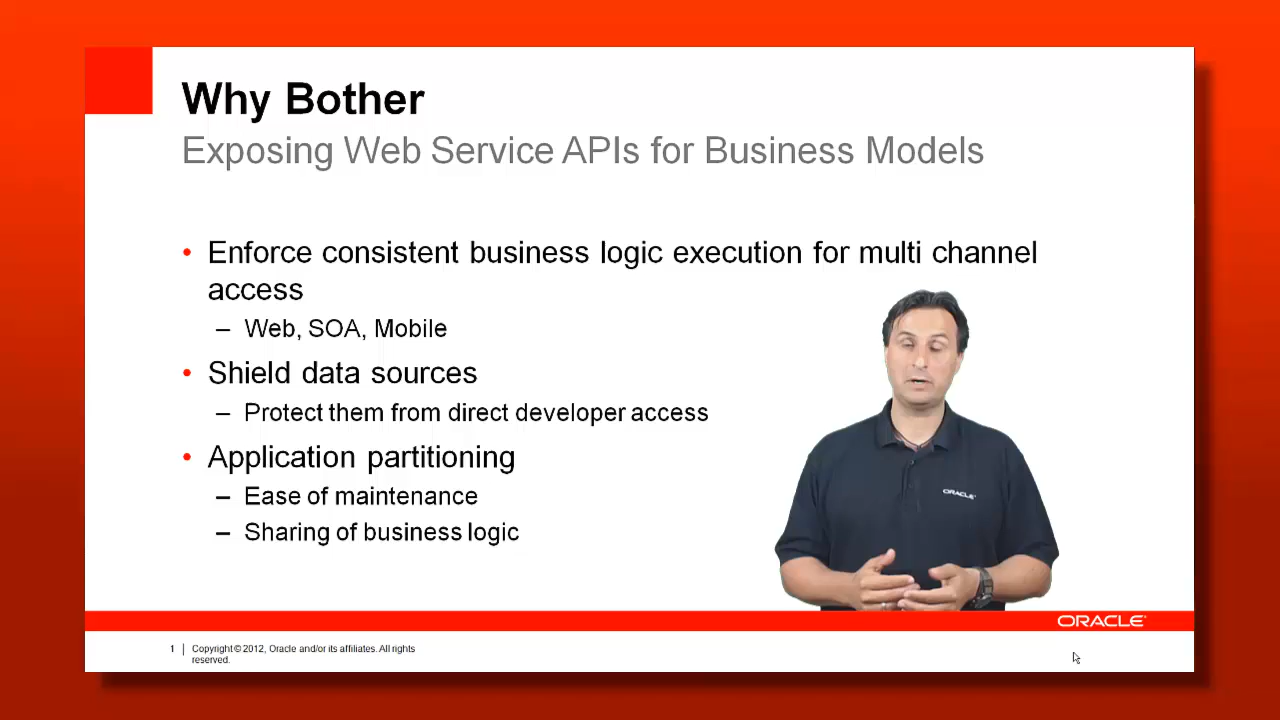 Why Bother
Exposing Web Service APIs for Business Models
• Enforce consistent business logic execution for multi channel
access
– Web, SOA, Mobile
• Shield data sources
– Protect them from direct developer access
• Application partitioning
– Ease of maintenance
– Sharing of business logic
ORACLE
ORACLE
1 | Copyright © 2012, Oracle and/or its affiliates. All rights
reserved.